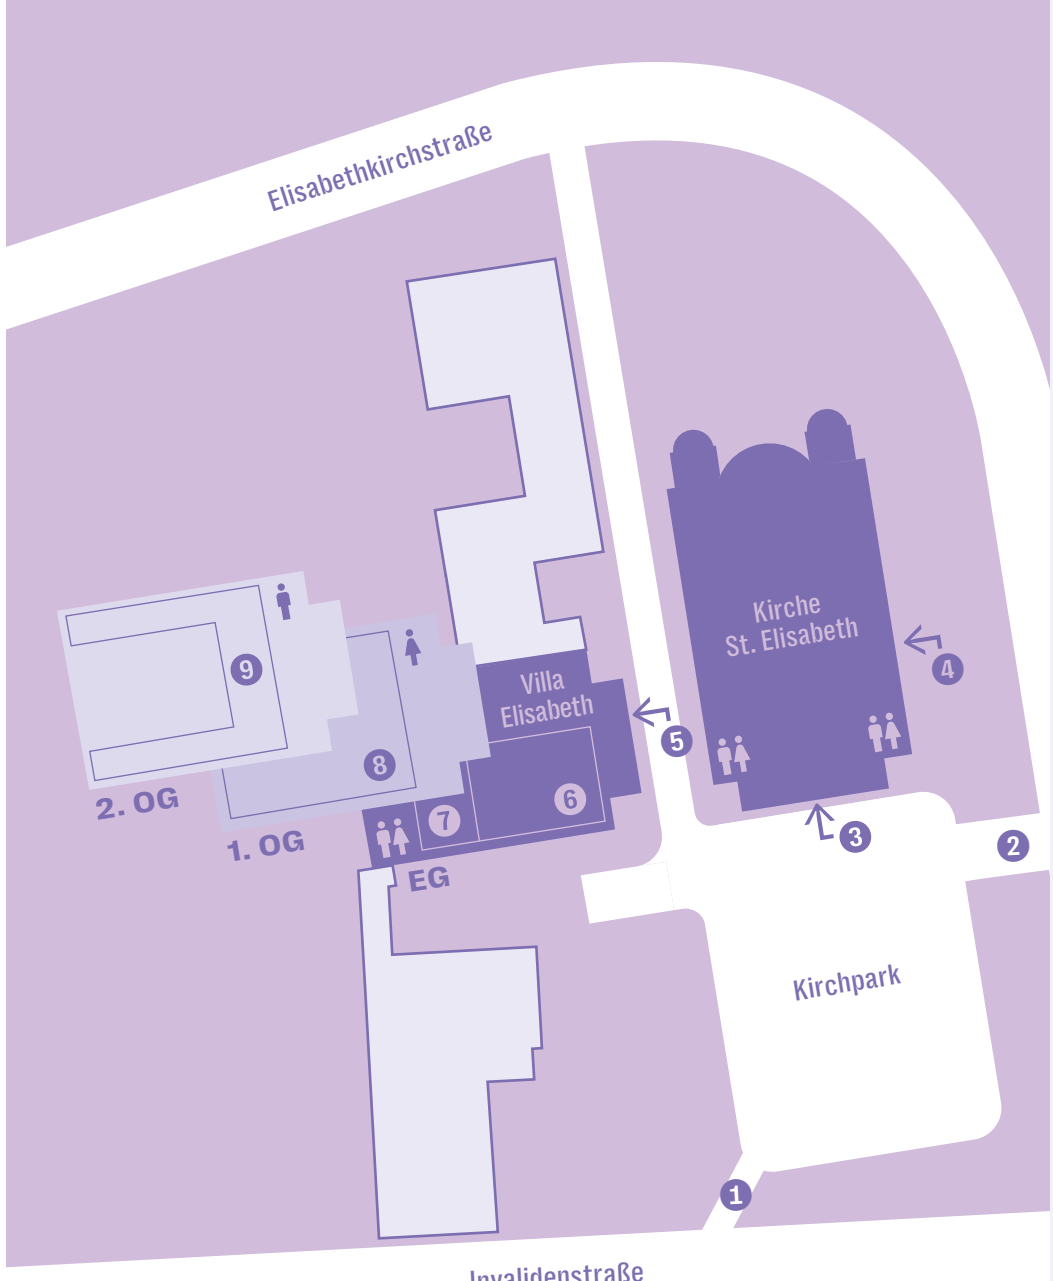 Elisabethkirchstraße
Kirche
St. Elisabeth
4
9
Villa
Elisabeth
5
8
2. OG
6
7
1. OG
3
2
EG
Kirchpark
1
Invalidenstraße